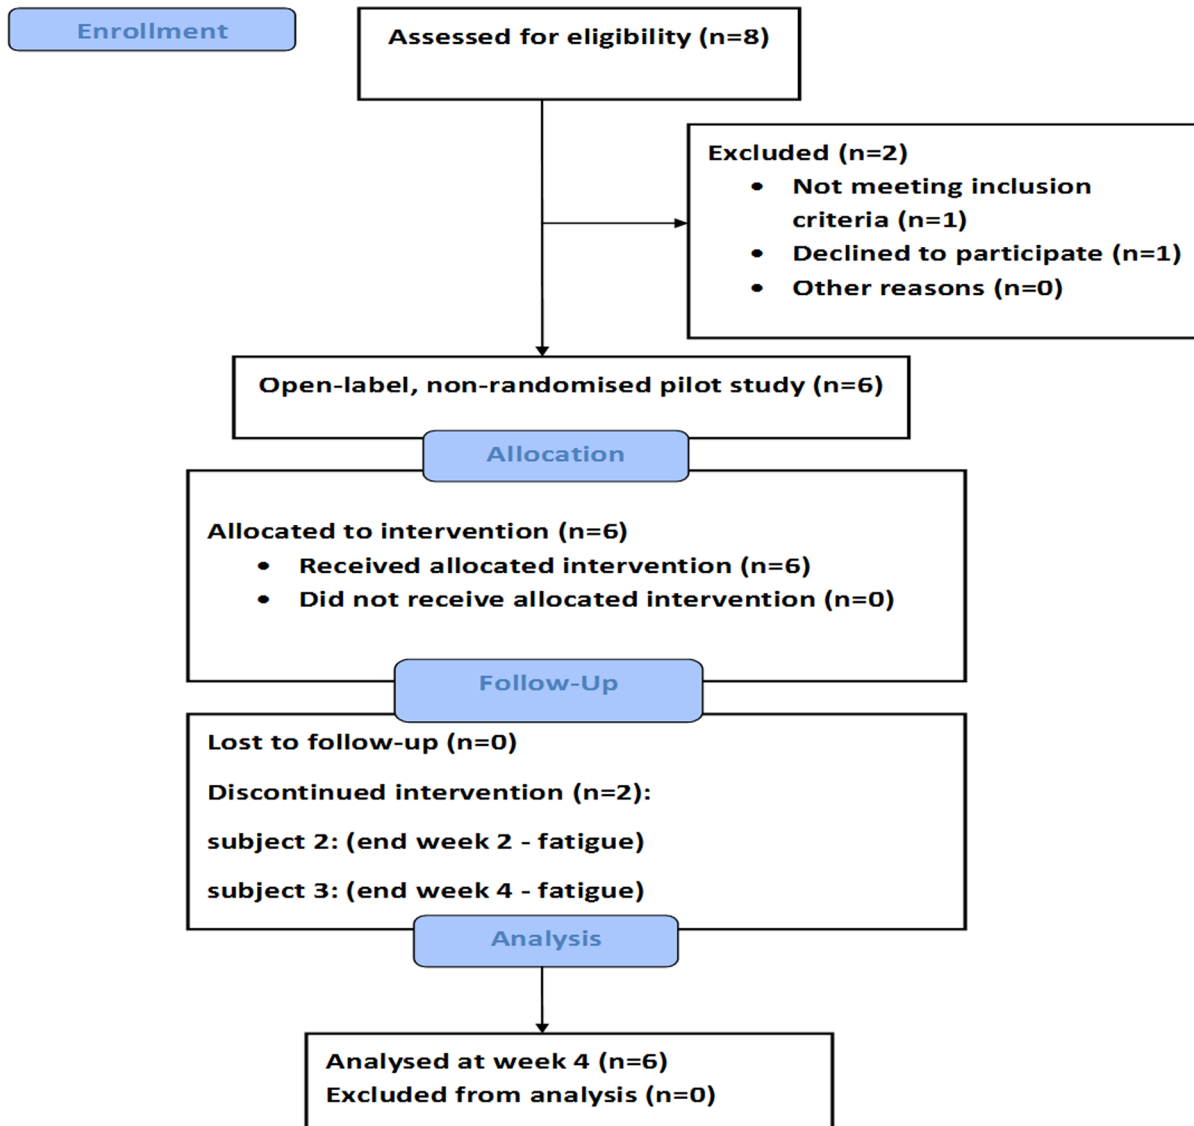 Enrollment
Assessed for eligibility (n=8)
Excluded (n=2)
• Not meeting inclusion
criteria (n=1)
• Declined to participate (n=1)
• Other reasons (n=0)
Open-label, non-randomised pilot study (n=6)
Allocation
Allocated to intervention (n=6)
• Received allocated intervention (n=6)
• Did not receive allocated intervention (n=0)
Follow-Up
Lost to follow-up (n=0)
Discontinued intervention (n=2):
subject 2: (end week 2 - fatigue)
subject 3: (end week 4 - fatigue)
Analysis
Analysed at week 4 (n=6)
Excluded from analysis (n=0)